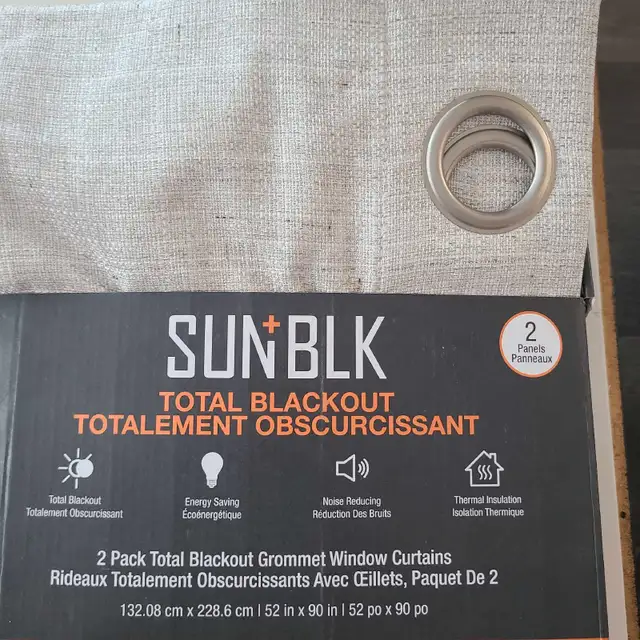 SUN+BLK
2
Panels
Panneaux
TOTAL BLACKOUT
TOTALEMENT OBSCURCISSANT
Total Blackout
Totalement Obscurcissant
Energy Saving
Écoénergétique
Noise Reducing
Réduction Des Bruits
Thermal Insulation
Isolation Thermique
2 Pack Total Blackout Grommet Window Curtains
Rideaux Totalement Obscurcissants Avec Œillets, Paquet De 2
132.08 cm x 228.6 cm | 52 in x 90 in | 52 po x 90 po